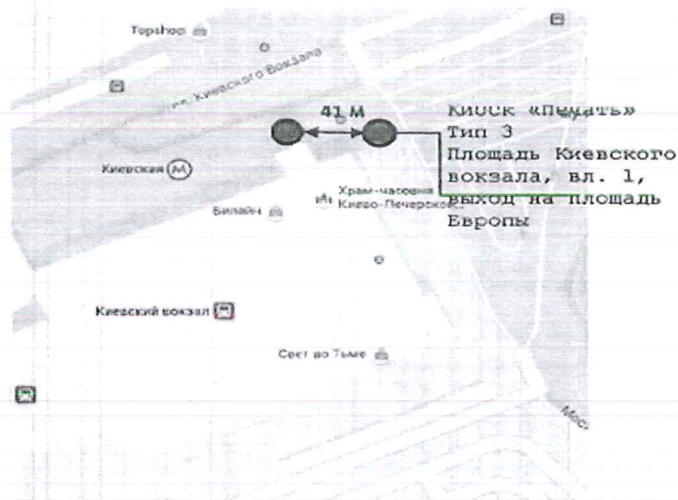 Topshop
пл. Киевского Вокзала
41 М
Киоск «Печать»
Тип 3
Площадь Киевского
вокзала, вл. 1,
выход на площадь
Европы
Киевская
М
Храм-часовня
Киево-Печерской
Билайн
Киевский вокзал
Свет во Тьме
Моск